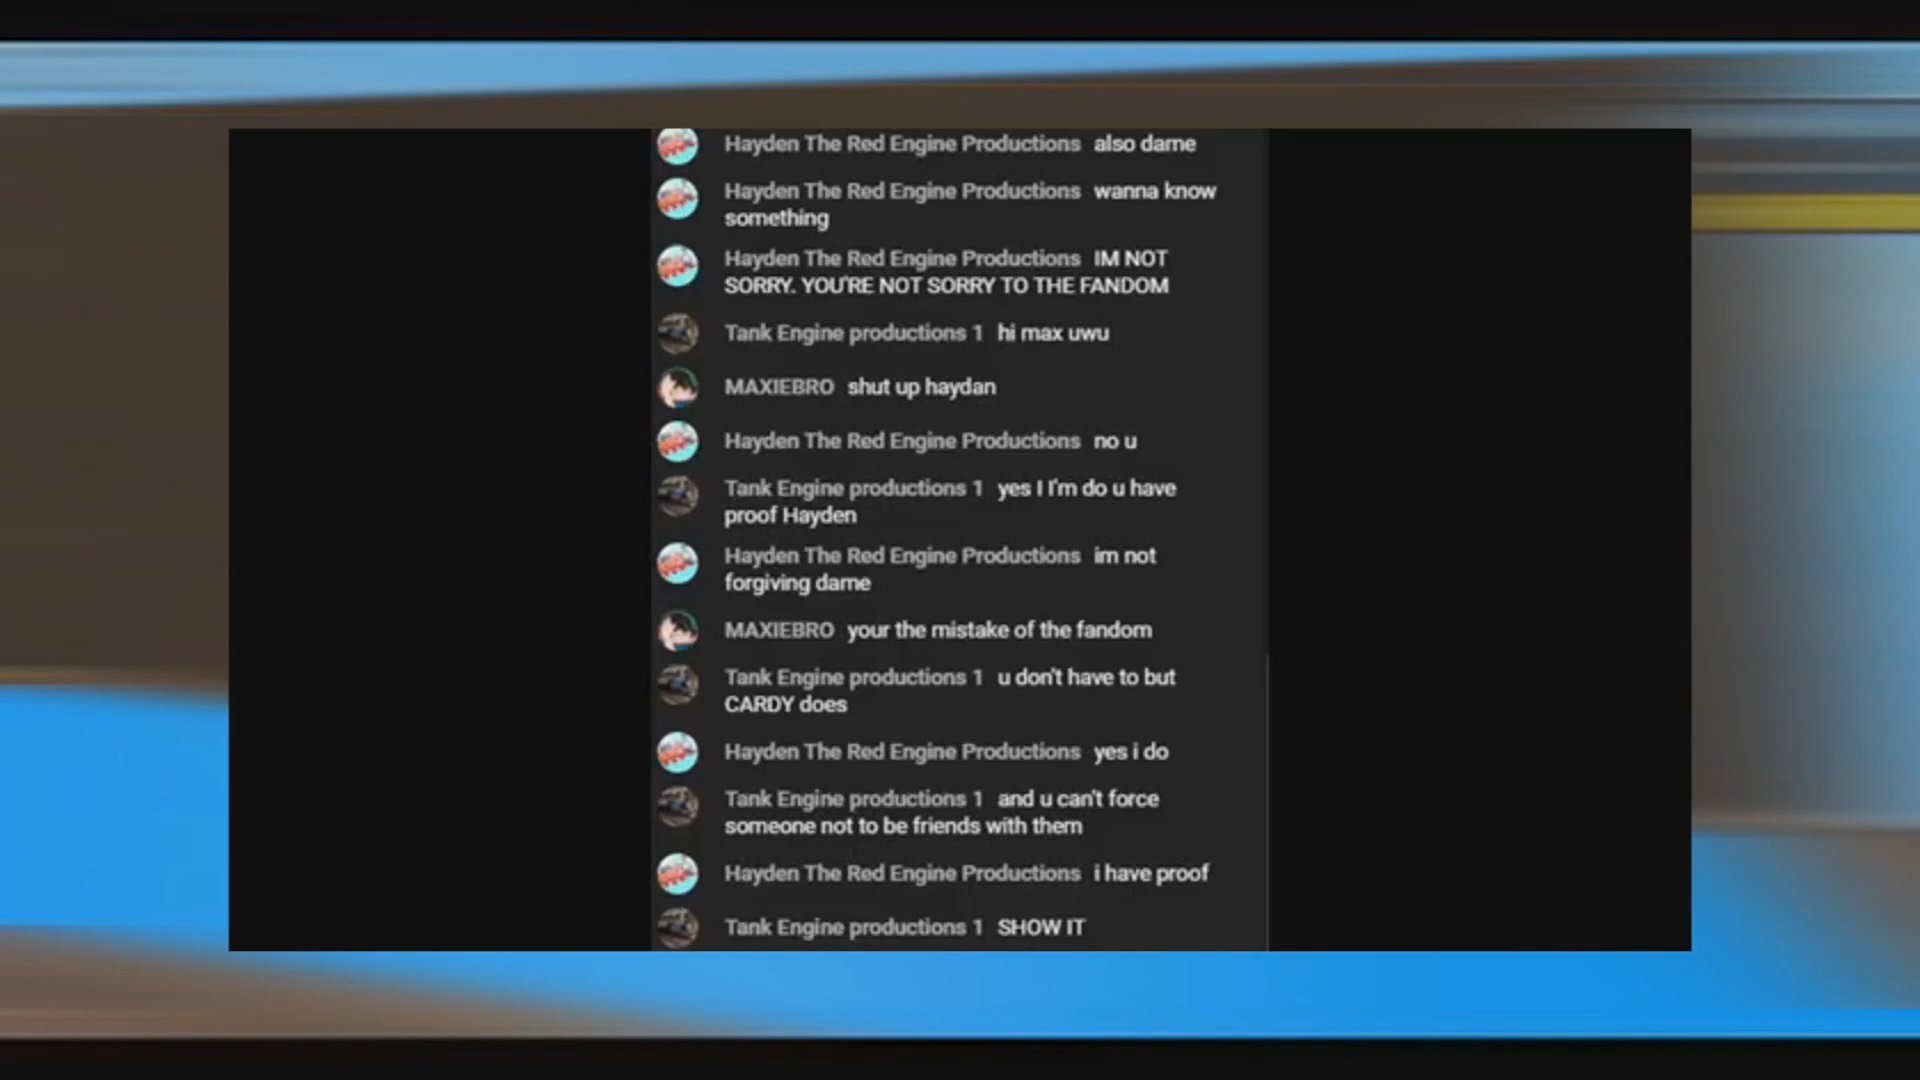 Hayden The Red Engine Productions also dame
Hayden The Red Engine Productions wanna know
something
Hayden The Red Engine Productions IM NOT
SORRY. YOU'RE NOT SORRY TO THE FANDOM
Tank Engine productions 1 hi max uwu
MAXIEBRO shut up haydan
Hayden The Red Engine Productions no u
Tank Engine productions 1 yes I I'm do u have
proof Hayden
Hayden The Red Engine Productions im not
forgiving dame
MAXIEBRO your the mistake of the fandom
Tank Engine productions 1 u don't have to but
CARDY does
Hayden The Red Engine Productions yes i do
Tank Engine productions 1 and u can't force
someone not to be friends with them
Hayden The Red Engine Productions i have proof
Tank Engine productions 1 SHOW IT